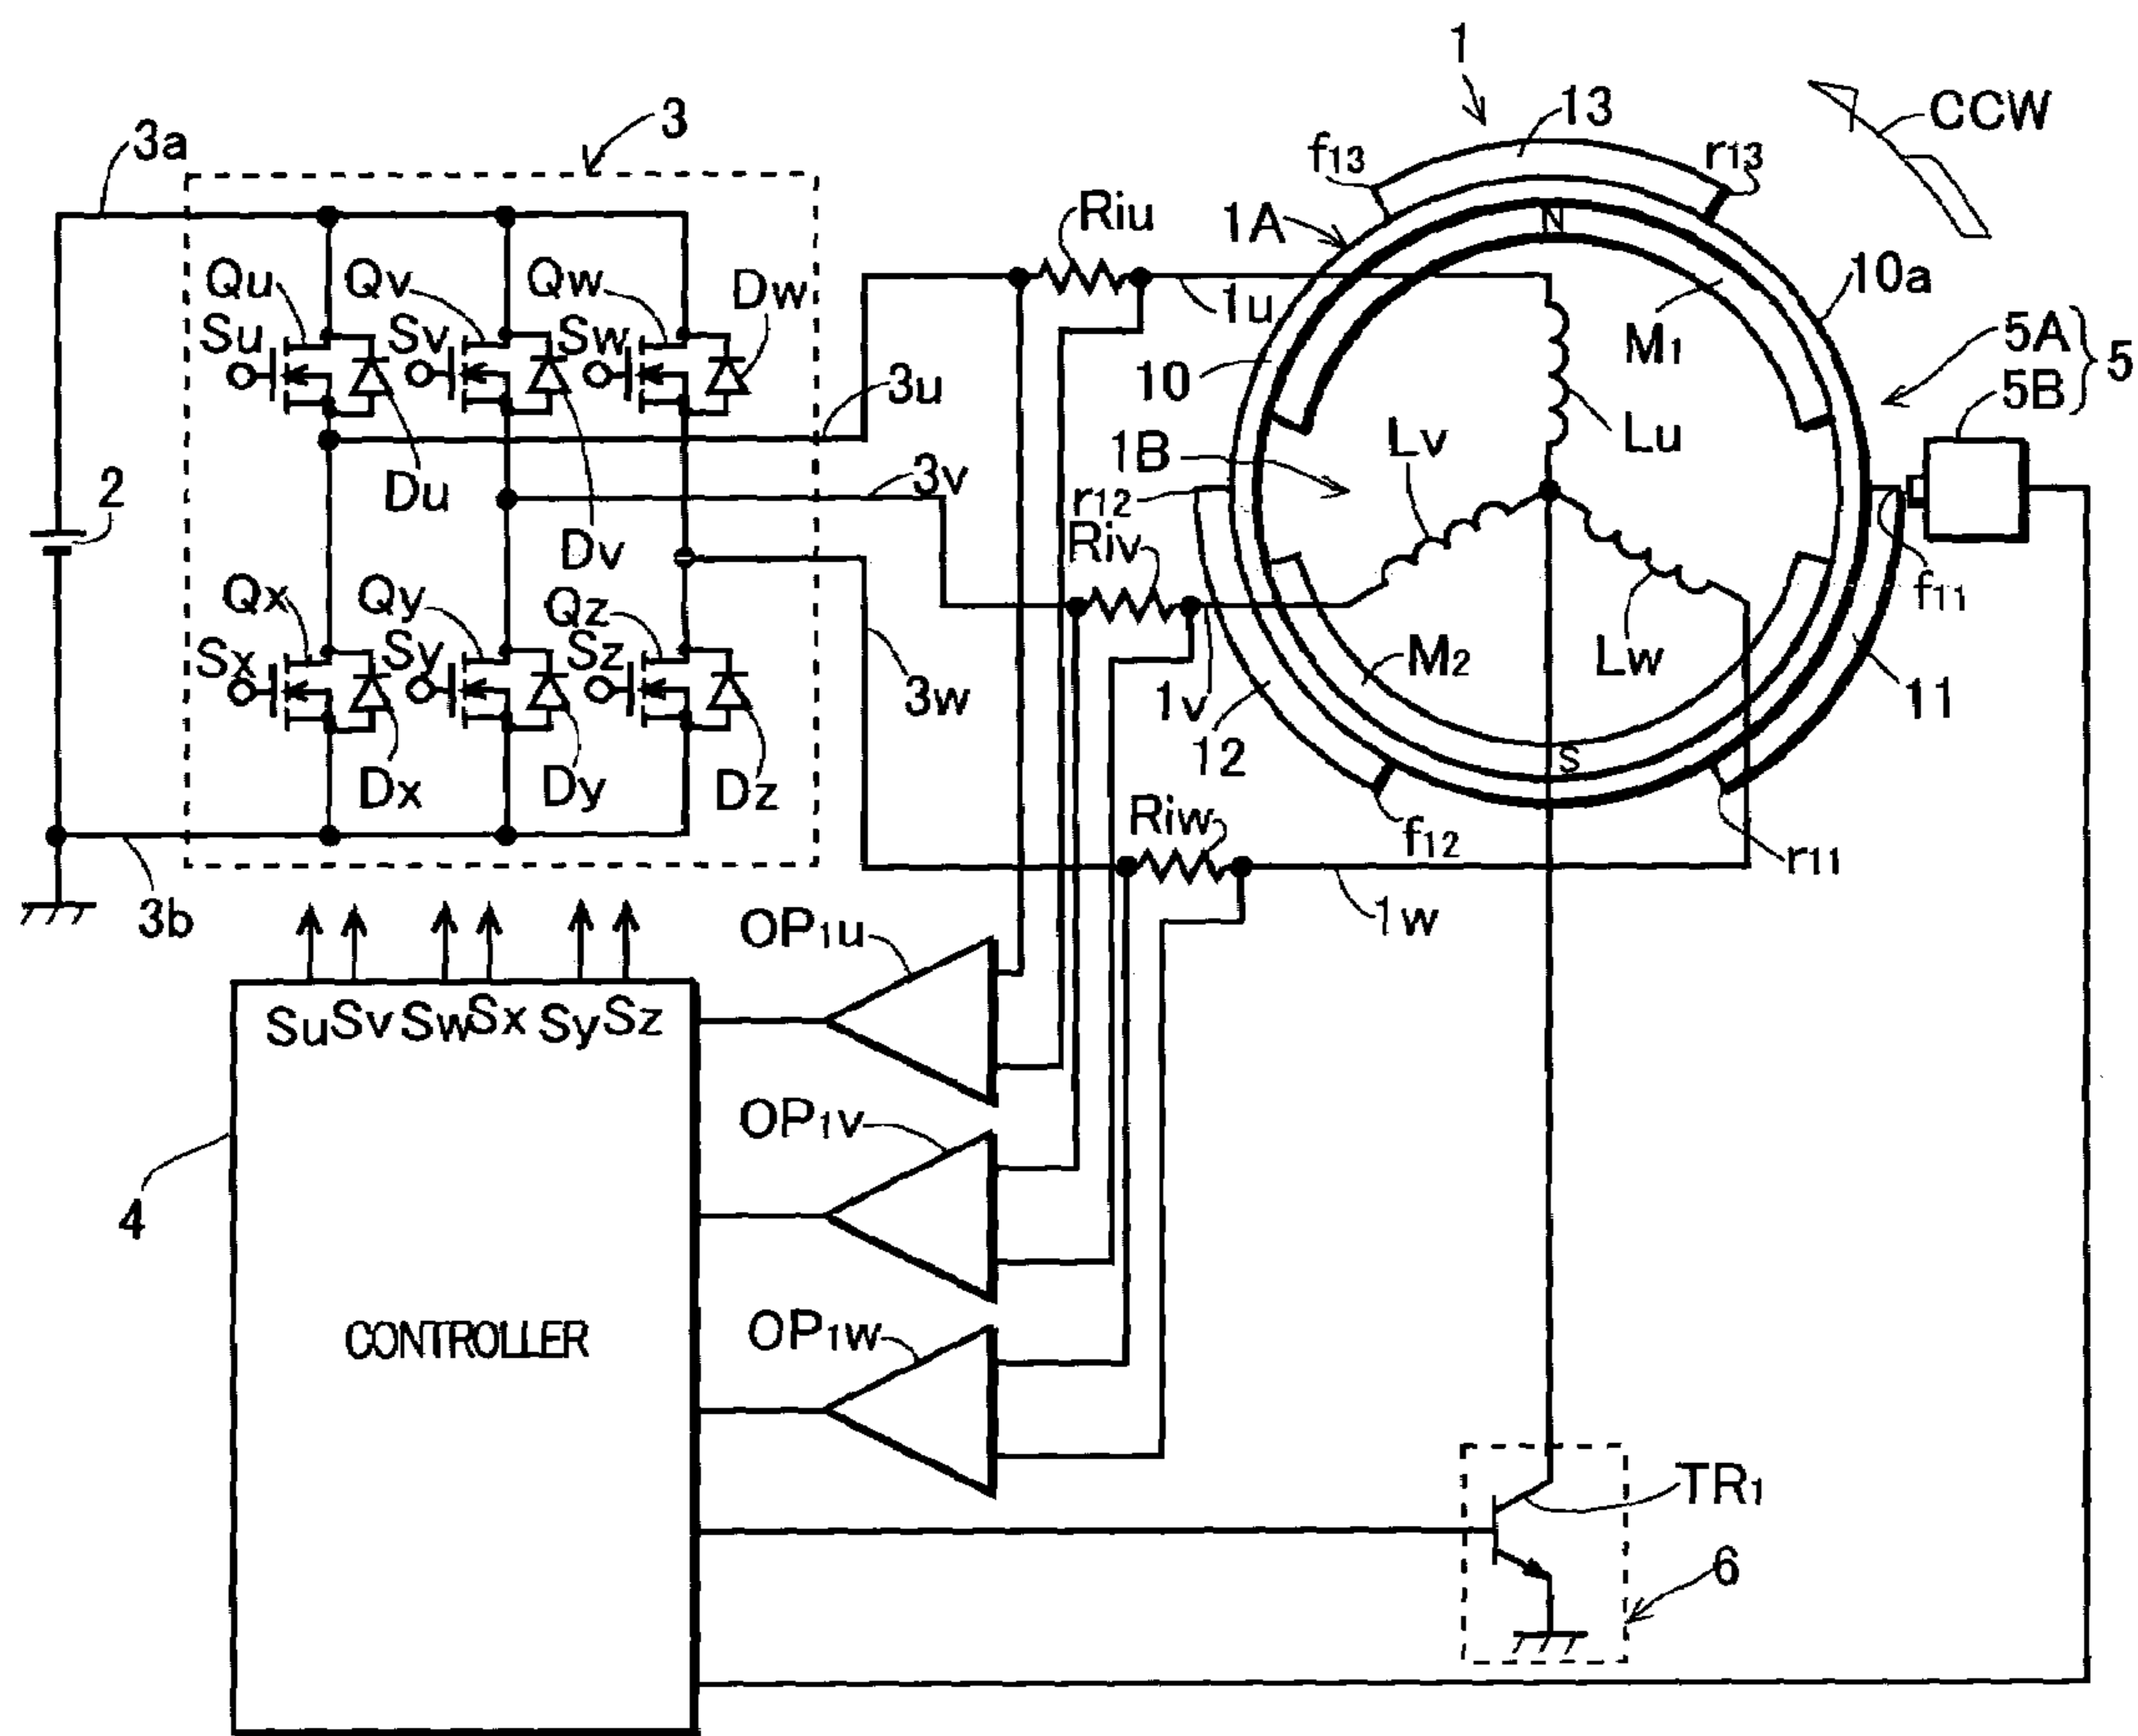 1
13
CCW
f13
r13
3
3a
Riu
1A
N
10a
Qu
Qv
Qw
Dw
Su
Sv
Sw
1u
M1
5A
5
5B
10
3u
Lu
Lv
1B
2
Du
3v
r12
Dv
Riv
f11
Qx
Qy
Qz
Sx
Sy
Sz
M2
Lw
3w
1v
11
12
S
Dx
Dy
Dz
Riw
f12
r11
3b
1w
OP1u
Su
Sv
Sw
Sx
Sy
Sz
OP1v
4
OP1w
CONTROLLER
TR1
6